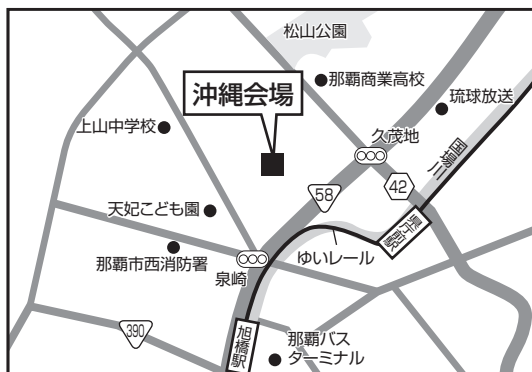 松山公園
那覇商業高校
沖縄会場
琉球放送
上山中学校
久茂地
国場川
58
42
天妃こども園
県庁前駅
ゆいレール
那覇市西消防署
泉崎
390
旭橋駅
那覇バス
ターミナル